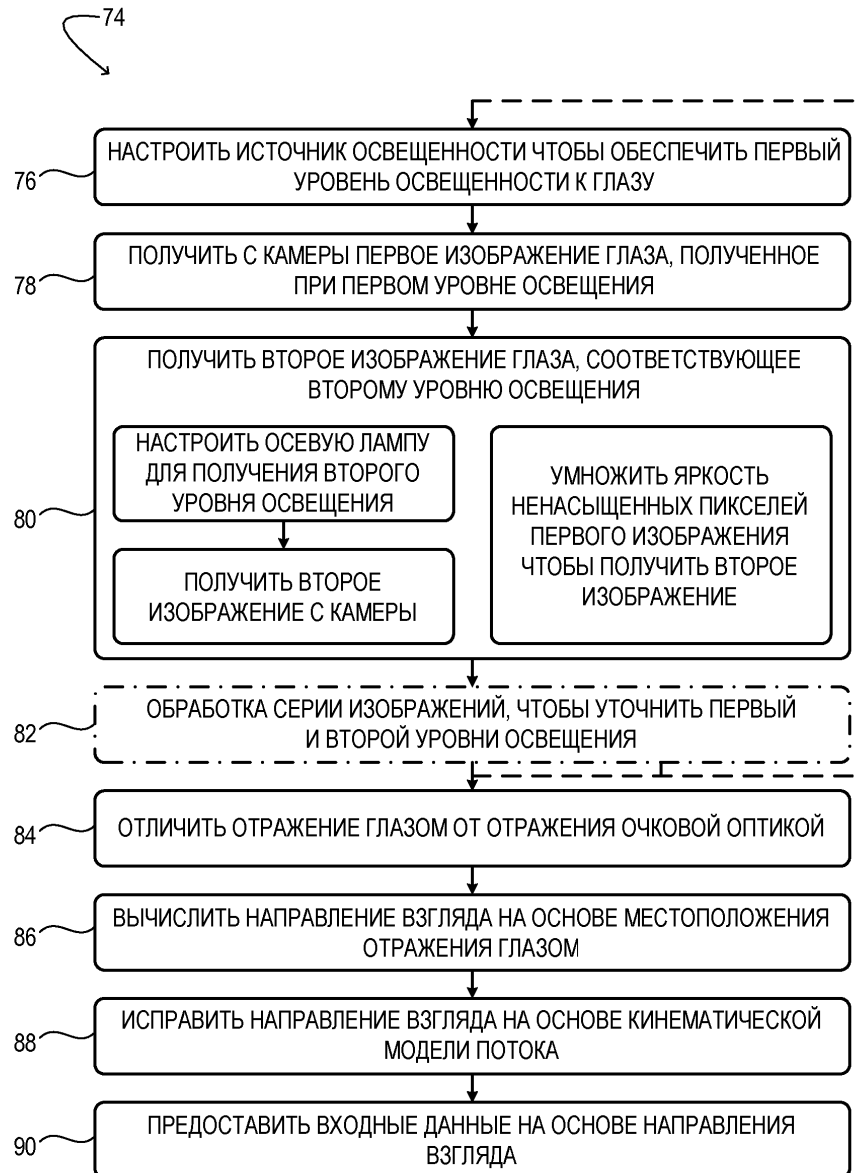 74
76
НАСТРОИТЬ ИСТОЧНИК ОСВЕЩЕННОСТИ ЧТОБЫ ОБЕСПЕЧИТЬ ПЕРВЫЙ
УРОВЕНЬ ОСВЕЩЕННОСТИ К ГЛАЗУ
78
ПОЛУЧИТЬ С КАМЕРЫ ПЕРВОЕ ИЗОБРАЖЕНИЕ ГЛАЗА, ПОЛУЧЕННОЕ
ПРИ ПЕРВОМ УРОВНЕ ОСВЕЩЕНИЯ
80
ПОЛУЧИТЬ ВТОРОЕ ИЗОБРАЖЕНИЕ ГЛАЗА, СООТВЕТСТВУЮЩЕЕ
ВТОРОМУ УРОВНЮ ОСВЕЩЕНИЯ
НАСТРОИТЬ ОСЕВУЮ ЛАМПУ
ДЛЯ ПОЛУЧЕНИЯ ВТОРОГО
УРОВНЯ ОСВЕЩЕНИЯ
ПОЛУЧИТЬ ВТОРОЕ
ИЗОБРАЖЕНИЕ С КАМЕРЫ
УМНОЖИТЬ ЯРКОСТЬ
НЕНАСЫЩЕННЫХ ПИКСЕЛЕЙ
ПЕРВОГО ИЗОБРАЖЕНИЯ
ЧТОБЫ ПОЛУЧИТЬ ВТОРОЕ
ИЗОБРАЖЕНИЕ
82
ОБРАБОТКА СЕРИИ ИЗОБРАЖЕНИЙ, ЧТОБЫ УТОЧНИТЬ ПЕРВЫЙ
И ВТОРОЙ УРОВНИ ОСВЕЩЕНИЯ
84
ОТЛИЧИТЬ ОТРАЖЕНИЕ ГЛАЗОМ ОТ ОТРАЖЕНИЯ ОЧКОВОЙ ОПТИКОЙ
86
ВЫЧИСЛИТЬ НАПРАВЛЕНИЕ ВЗГЛЯДА НА ОСНОВЕ МЕСТОПОЛОЖЕНИЯ
ОТРАЖЕНИЯ ГЛАЗОМ
88
ИСПРАВИТЬ НАПРАВЛЕНИЕ ВЗГЛЯДА НА ОСНОВЕ КИНЕМАТИЧЕСКОЙ
МОДЕЛИ ПОТОКА
90
ПРЕДОСТАВИТЬ ВХОДНЫЕ ДАННЫЕ НА ОСНОВЕ НАПРАВЛЕНИЯ
ВЗГЛЯДА